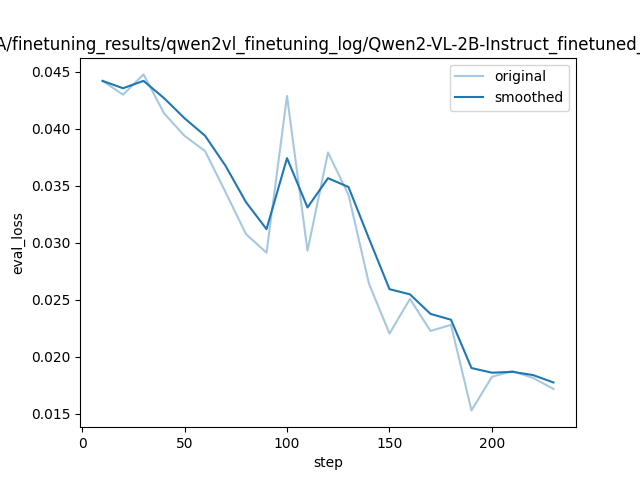 A/finetuning_results/qwen2vl_finetuning_log/Qwen2-VL-2B-Instruct_finetuned_
original
smoothed
0.045
0.040
0.035
0.030
0.025
0.020
0.015
eval_loss
0
50
100
150
200
step